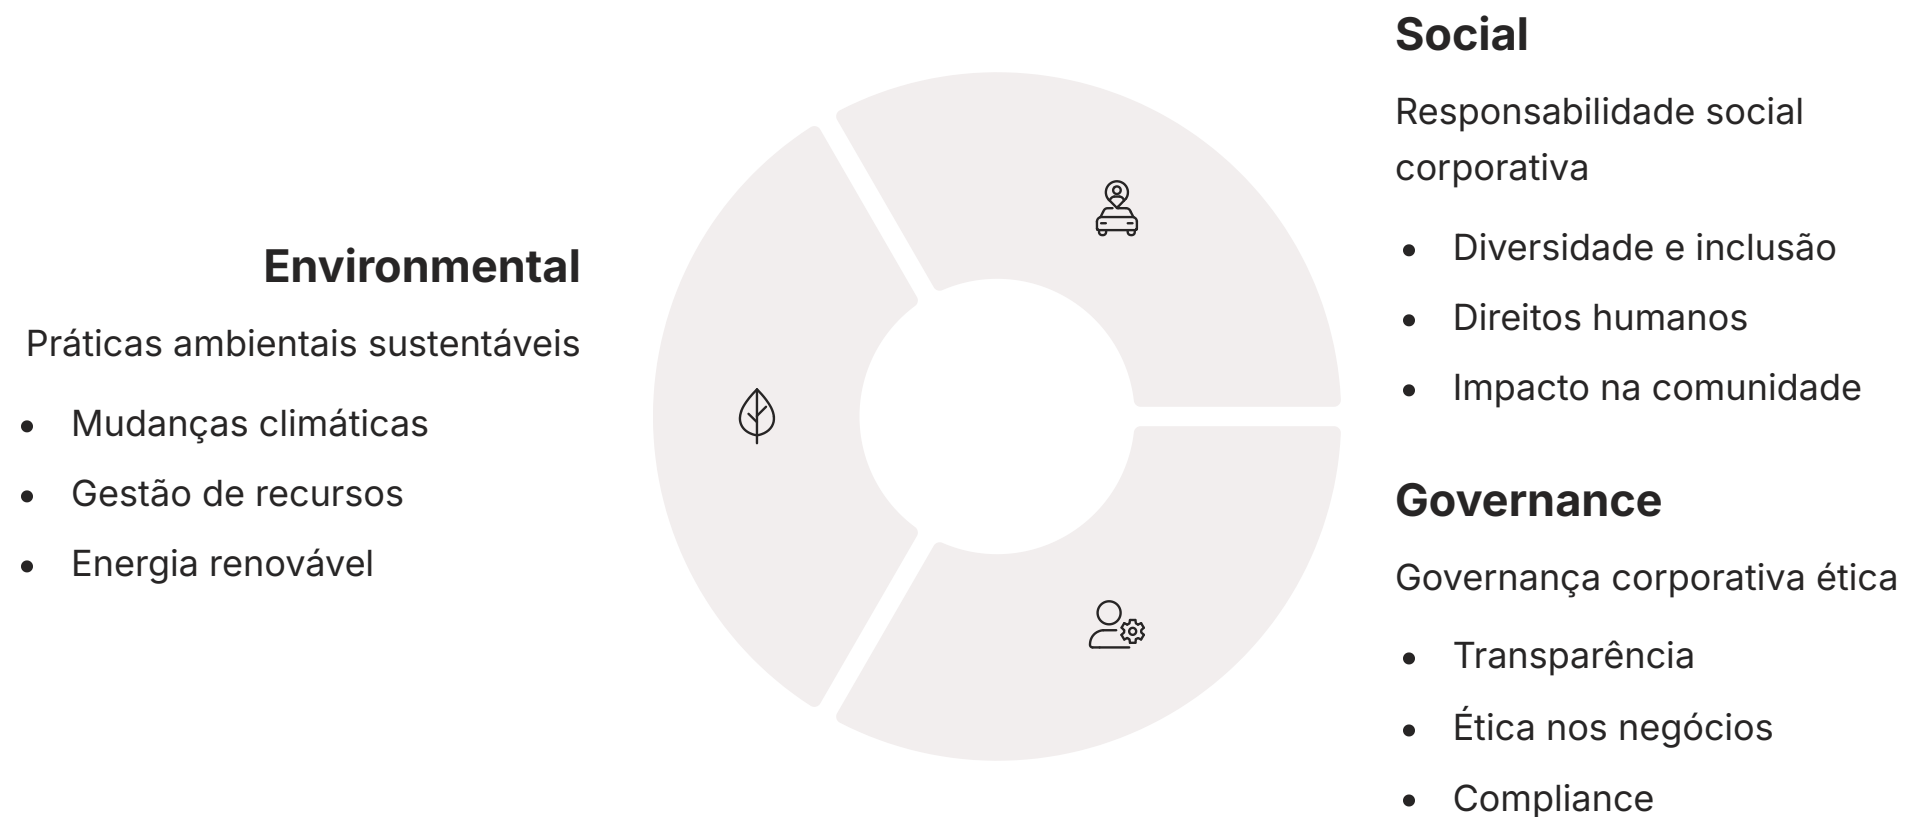 Environmental
Práticas ambientais sustentáveis
Mudanças climáticas
Gestão de recursos
Energia renovável
Social
Responsabilidade social
corporativa
Diversidade e inclusão
Direitos humanos
Impacto na comunidade
Governance
Governança corporativa ética
Transparência
Ética nos negócios
Compliance